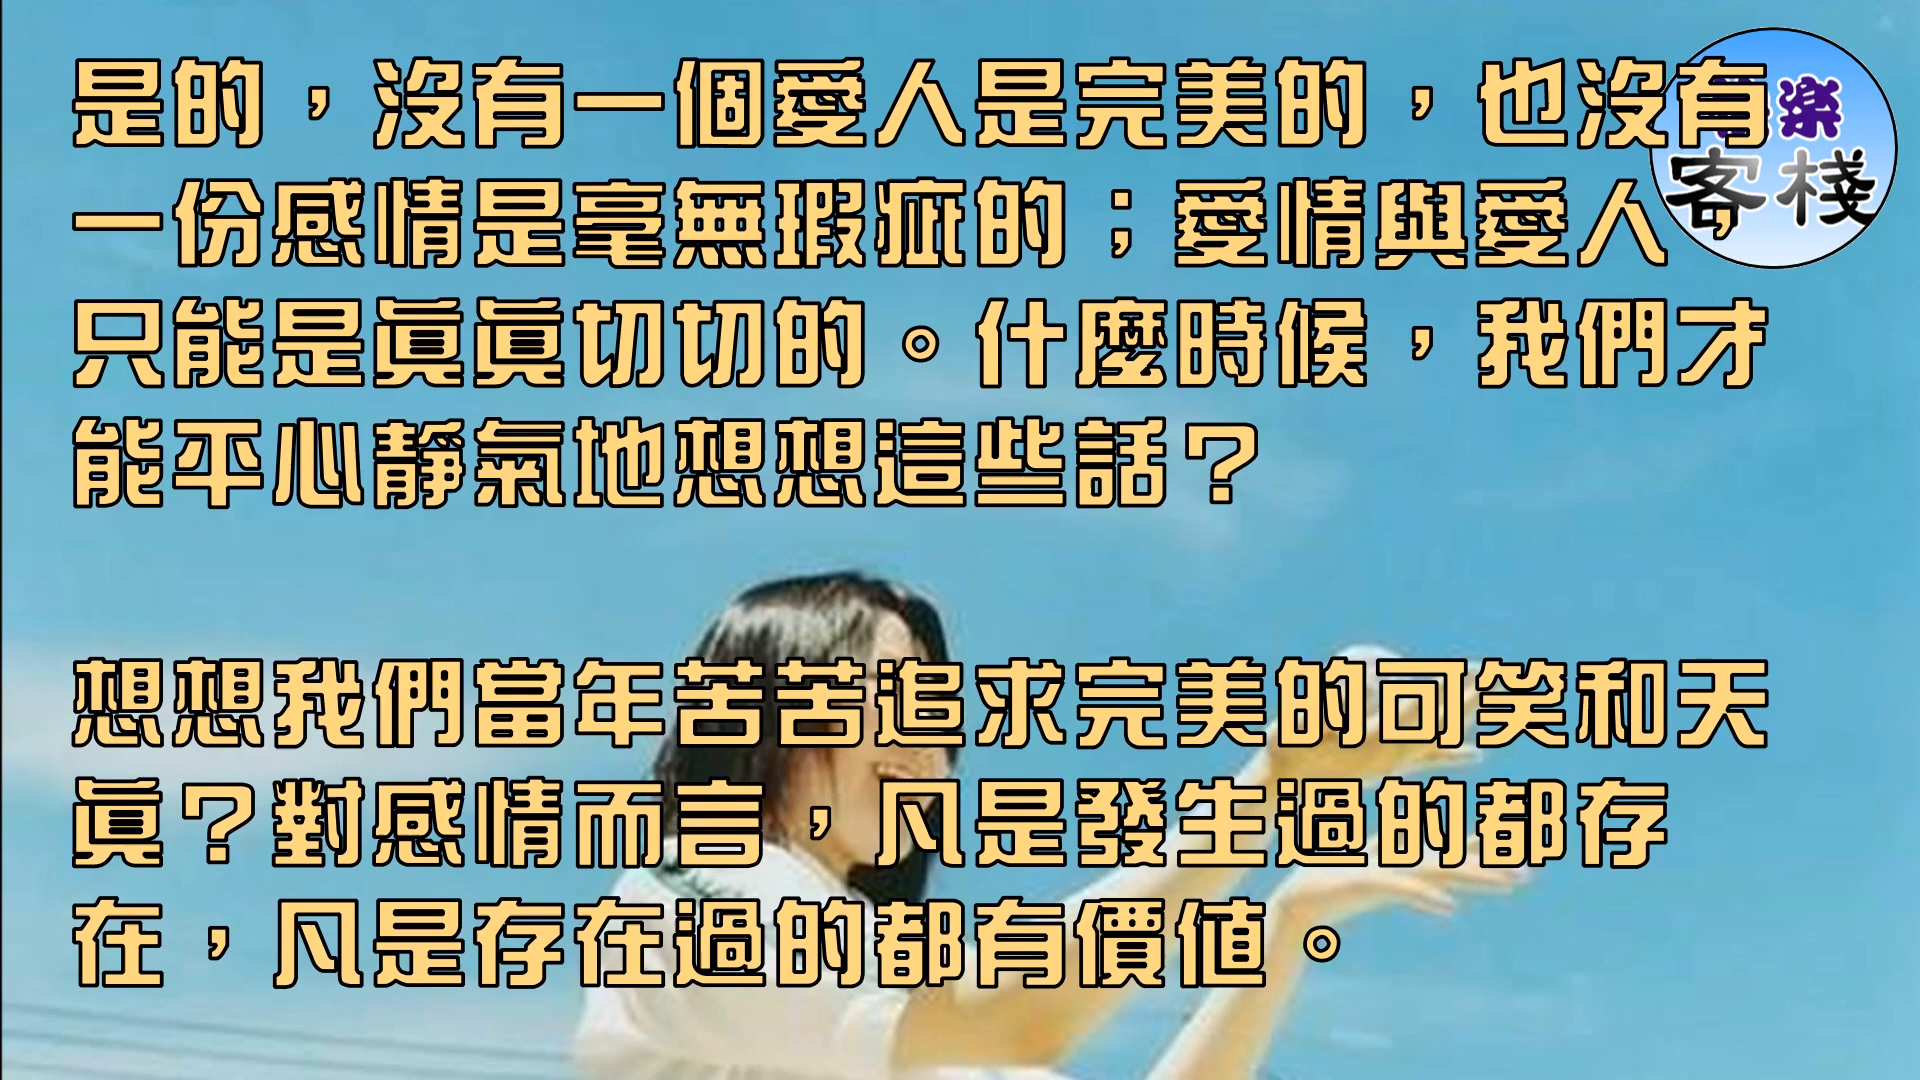 是的，沒有一個愛人是完美的，也沒有
一份感情是毫無瑕疵的；愛情與愛人，
只能是真真切切的。什麼時候，我們才
能平心靜氣地想想這些話？
想想我們當年苦苦追求完美的可笑和天
真？對感情而言，凡是發生過的都存
在，凡是存在過的都有價值。
楽
客栈